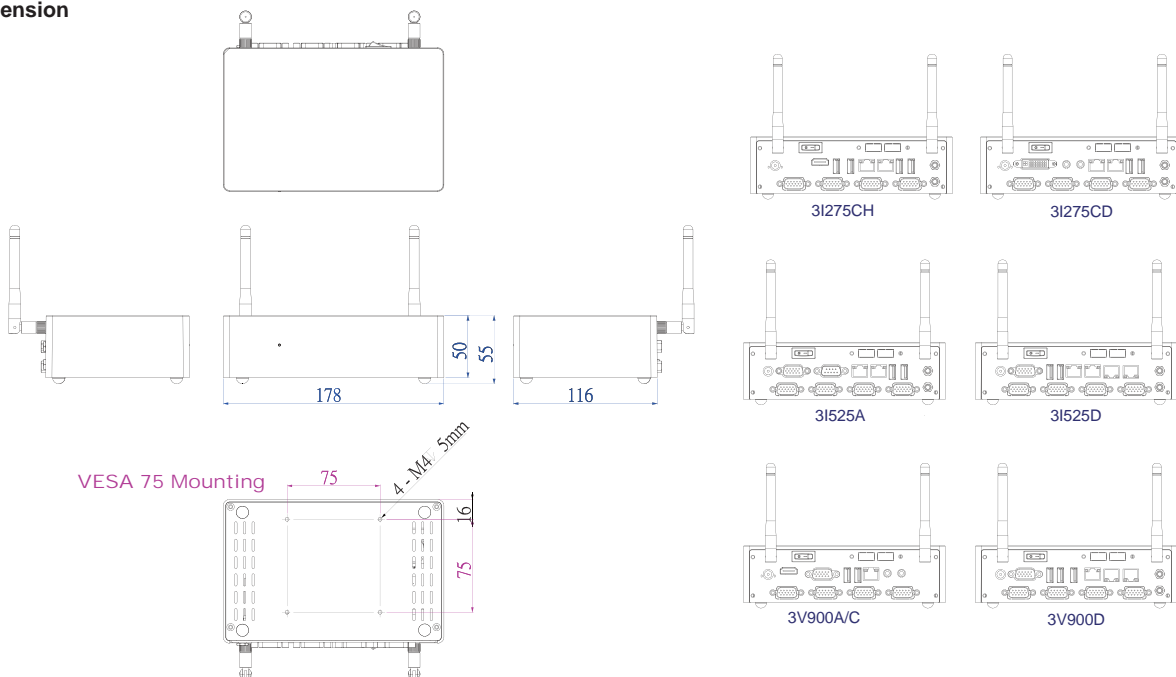 ension
3I275CH
3I275CD
50
55
178
116
3I525A
3I525D
VESA 75 Mounting
75
4 - M4 5mm
16
75
3V900A/C
3V900D